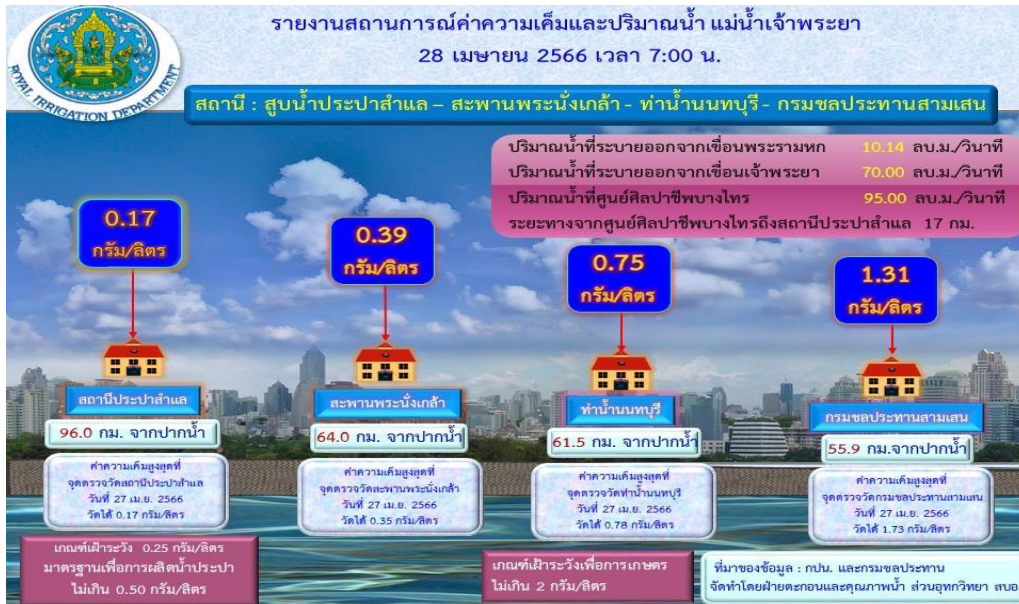 รายงานสถานการณ์ค่าความเค็มและปริมาณน้ำ แม่น้ำเจ้าพระยา
28 เมษายน 2566 เวลา 7:00 น.
ROYAL IRRIGATION DEPARTMENT
สถานี : สูบน้ำประปาสำแล – สะพานพระนั่งเกล้า - ท่าน้ำนนทบุรี - กรมชลประทานสามเสน
ปริมาณน้ำที่ระบายออกจากเขื่อนพระรามหก 10.14 ลบ.ม./วินาที
ปริมาณน้ำที่ระบายออกจากเขื่อนเจ้าพระยา 70.00 ลบ.ม./วินาที
ปริมาณน้ำที่ศูนย์ศิลปาชีพบางไทร 95.00 ลบ.ม./วินาที
ระยะทางจากศูนย์ศิลปาชีพบางไทรถึงสถานีประปาสำแล 17 กม.
0.17
กรัม/ลิตร
สถานีประปาสำแล
96.0 กม. จากปากน้ำ
ค่าความเค็มสูงสุดที่
จุดตรวจวัดสถานีประปาสำแล
วันที่ 27 เม.ย. 2566
วัดได้ 0.17 กรัม/ลิตร
0.39
กรัม/ลิตร
สะพานพระนั่งเกล้า
64.0 กม. จากปากน้ำ
ค่าความเค็มสูงสุดที่
จุดตรวจวัดสะพานพระนั่งเกล้า
วันที่ 27 เม.ย. 2566
วัดได้ 0.35 กรัม/ลิตร
0.75
กรัม/ลิตร
ท่าน้ำนนทบุรี
61.5 กม. จากปากน้ำ
ค่าความเค็มสูงสุดที่
จุดตรวจวัดท่าน้ำนนทบุรี
วันที่ 27 เม.ย. 2566
วัดได้ 0.78 กรัม/ลิตร
1.31
กรัม/ลิตร
กรมชลประทานสามเสน
55.9 กม.จากปากน้ำ
ค่าความเค็มสูงสุดที่
จุดตรวจวัดกรมชลประทานสามเสน
วันที่ 27 เม.ย. 2566
วัดได้ 1.73 กรัม/ลิตร
เกณฑ์เฝ้าระวัง 0.25 กรัม/ลิตร
มาตรฐานเพื่อการผลิตน้ำประปา
ไม่เกิน 0.50 กรัม/ลิตร
เกณฑ์เฝ้าระวังเพื่อการเกษตร
ไม่เกิน 2 กรัม/ลิตร
ที่มาของข้อมูล : กปน. และกรมชลประทาน
จัดทำโดยฝ่ายตะกอนและคุณภาพน้ำ ส่วนอุทกวิทยา สบอ